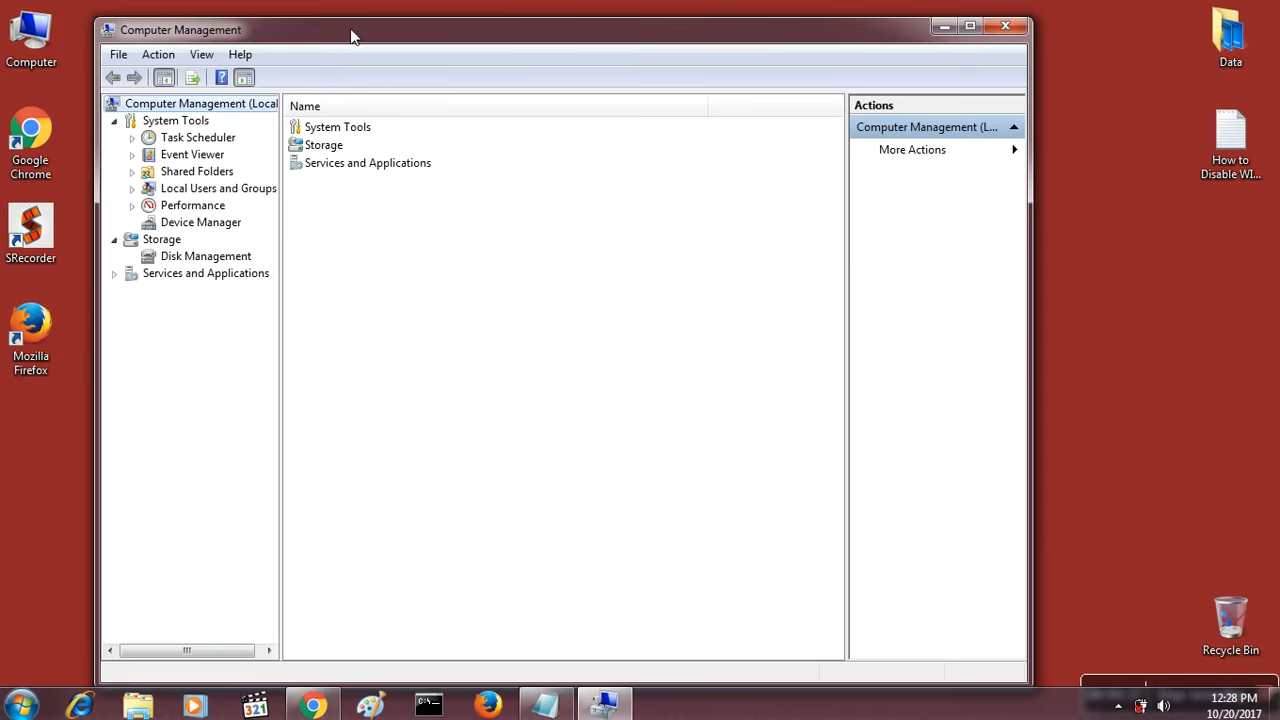 Computer Management
File Action View Help
Computer Management (Local
System Tools
Task Scheduler
Event Viewer
Shared Folders
Local Users and Groups
Performance
Device Manager
Storage
Disk Management
Services and Applications
Name
System Tools
Storage
Services and Applications
Actions
Computer Management (L...
More Actions
Computer
Google
Chrome
SRecorder
Mozilla
Firefox
Data
How to
Disable WI...
Recycle Bin
321
12:28 PM
10/20/2017